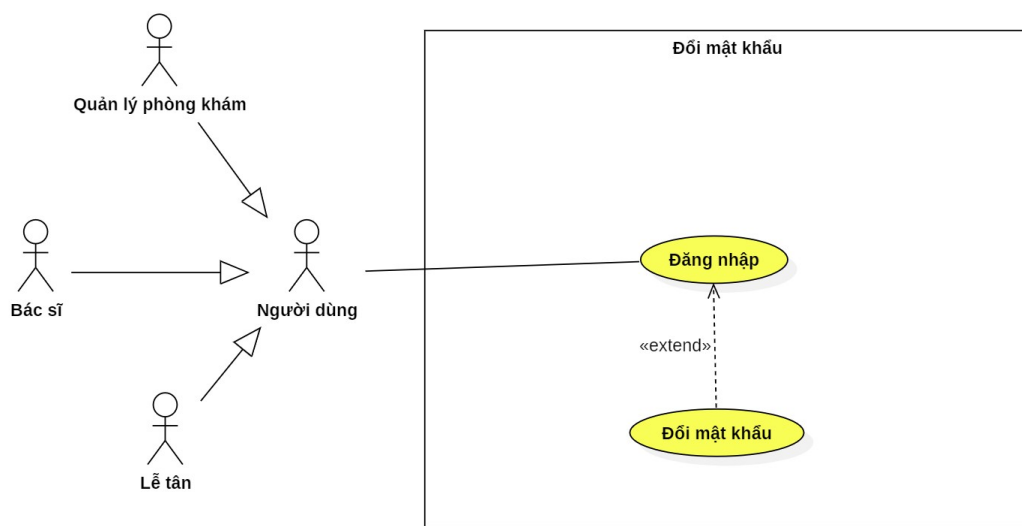 Đổi mật khẩu
Quản lý phòng khám
Đăng nhập
Bác sĩ
Người dùng
«extend»
Đổi mật khẩu
Lễ tân